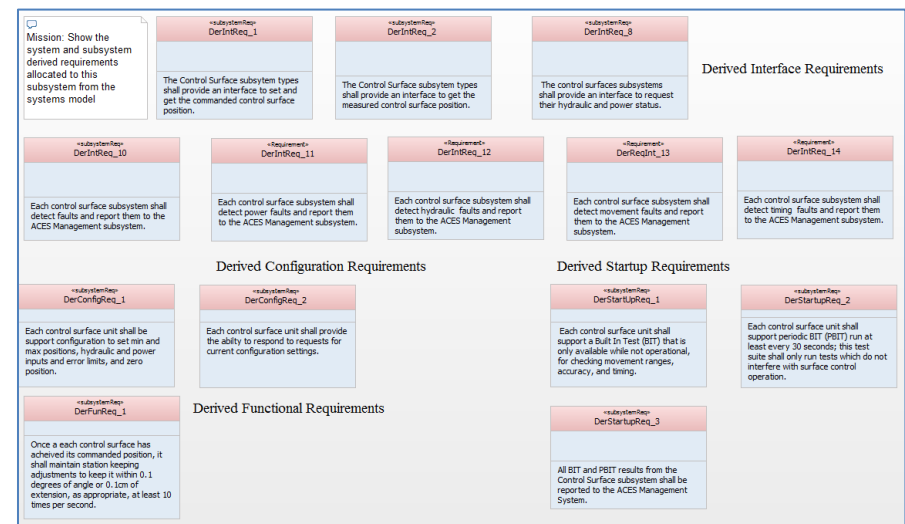 Mission: Show the
system and subsystem
derived requirements
allocated to this
subsystem from the
systems model
«subsystemReq»
DerIntReq_1
The Control Surface subsytem types
shall provide an interface to set and
get the commanded control surface
position.
«subsystemReq»
DerIntReq_2
The Control Surface subsytem types
shall provide an interface to get the
measured control surface position.
«subsystemReq»
DerIntReq_8
The control surfaces subsystems
shall provide an interface to request
their hydraulic and power status.
Derived Interface Requirements
«subsystemReq»
DerIntReq_10
Each control surface subsystem shall
detect faults and report them to the
ACES Management subsystem.
«Requirement»
DerIntReq_11
Each control surface subsystem shall
detect power faults and report them
to the ACES Management subsystem.
«Requirement»
DerIntReq_12
Each control surface subsystem shall
detect hydraulic faults and report
them to the ACES Management
subsystem.
«Requirement»
DerReqInt_13
Each control surface subsystem shall
detect movement faults and report
them to the ACES Management
subsystem.
«Requirement»
DerIntReq_14
Each control surface subsystem shall
detect timing faults and report them
to the ACES Management subsystem.
Derived Configuration Requirements
Derived Startup Requirements
«subsystemReq»
DerConfigReq_1
Each control surface unit shall be
support configuration to set min and
max positions, hydraulic and power
inputs and error limits, and zero
position.
«subsystemReq»
DerConfigReq_2
Each control surface unit shall provide
the abilty to respond to requests for
current configuration settings.
«subsystemReq»
DerStartUpReq_1
Each control surface unit shall
support a Built In Test (BIT) that is
only available while not operational,
for checking movement ranges,
accuracy, and timing.
«subsystemReq»
DerStartupReq_2
Each control surface unit shall
support periodic BIT (PBIT) run at
least every 30 seconds; this test
suite shall only run tests which do not
interfere with surface control
operation.
«subsystemReq»
DerFunReq_1
Once a each control surface has
acheived its commanded position, it
shall maintain station keeping
adjustments to keep it within 0.1
degrees of angle or 0.1cm of
extension, as appropriate, at least 10
times per second.
Derived Functional Requirements
«subsystemReq»
DerStartupReq_3
All BIT and PBIT results from the
Control Surface subsystem shall be
reported to the ACES Management
System.